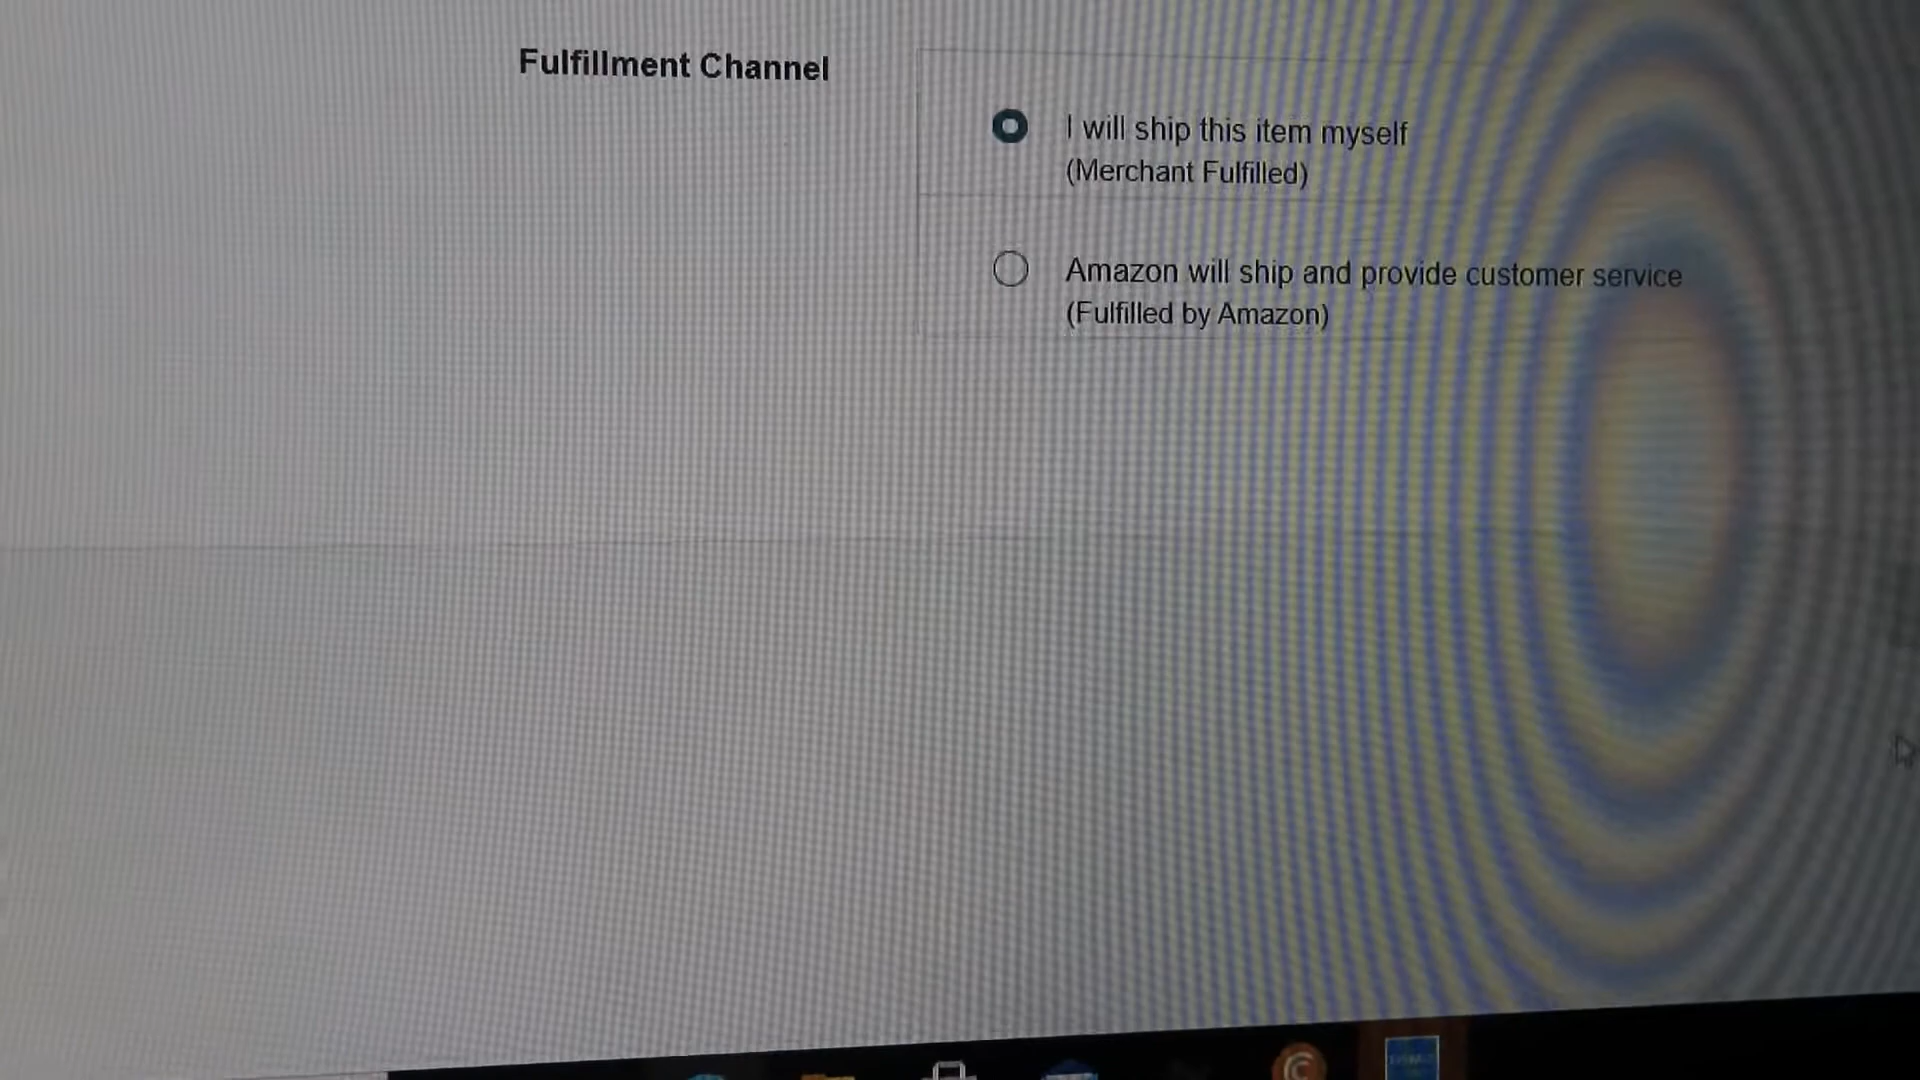 Fulfillment Channel
I will ship this item myself
(Merchant Fulfilled)
Amazon will ship and provide customer service
(Fulfilled by Amazon)